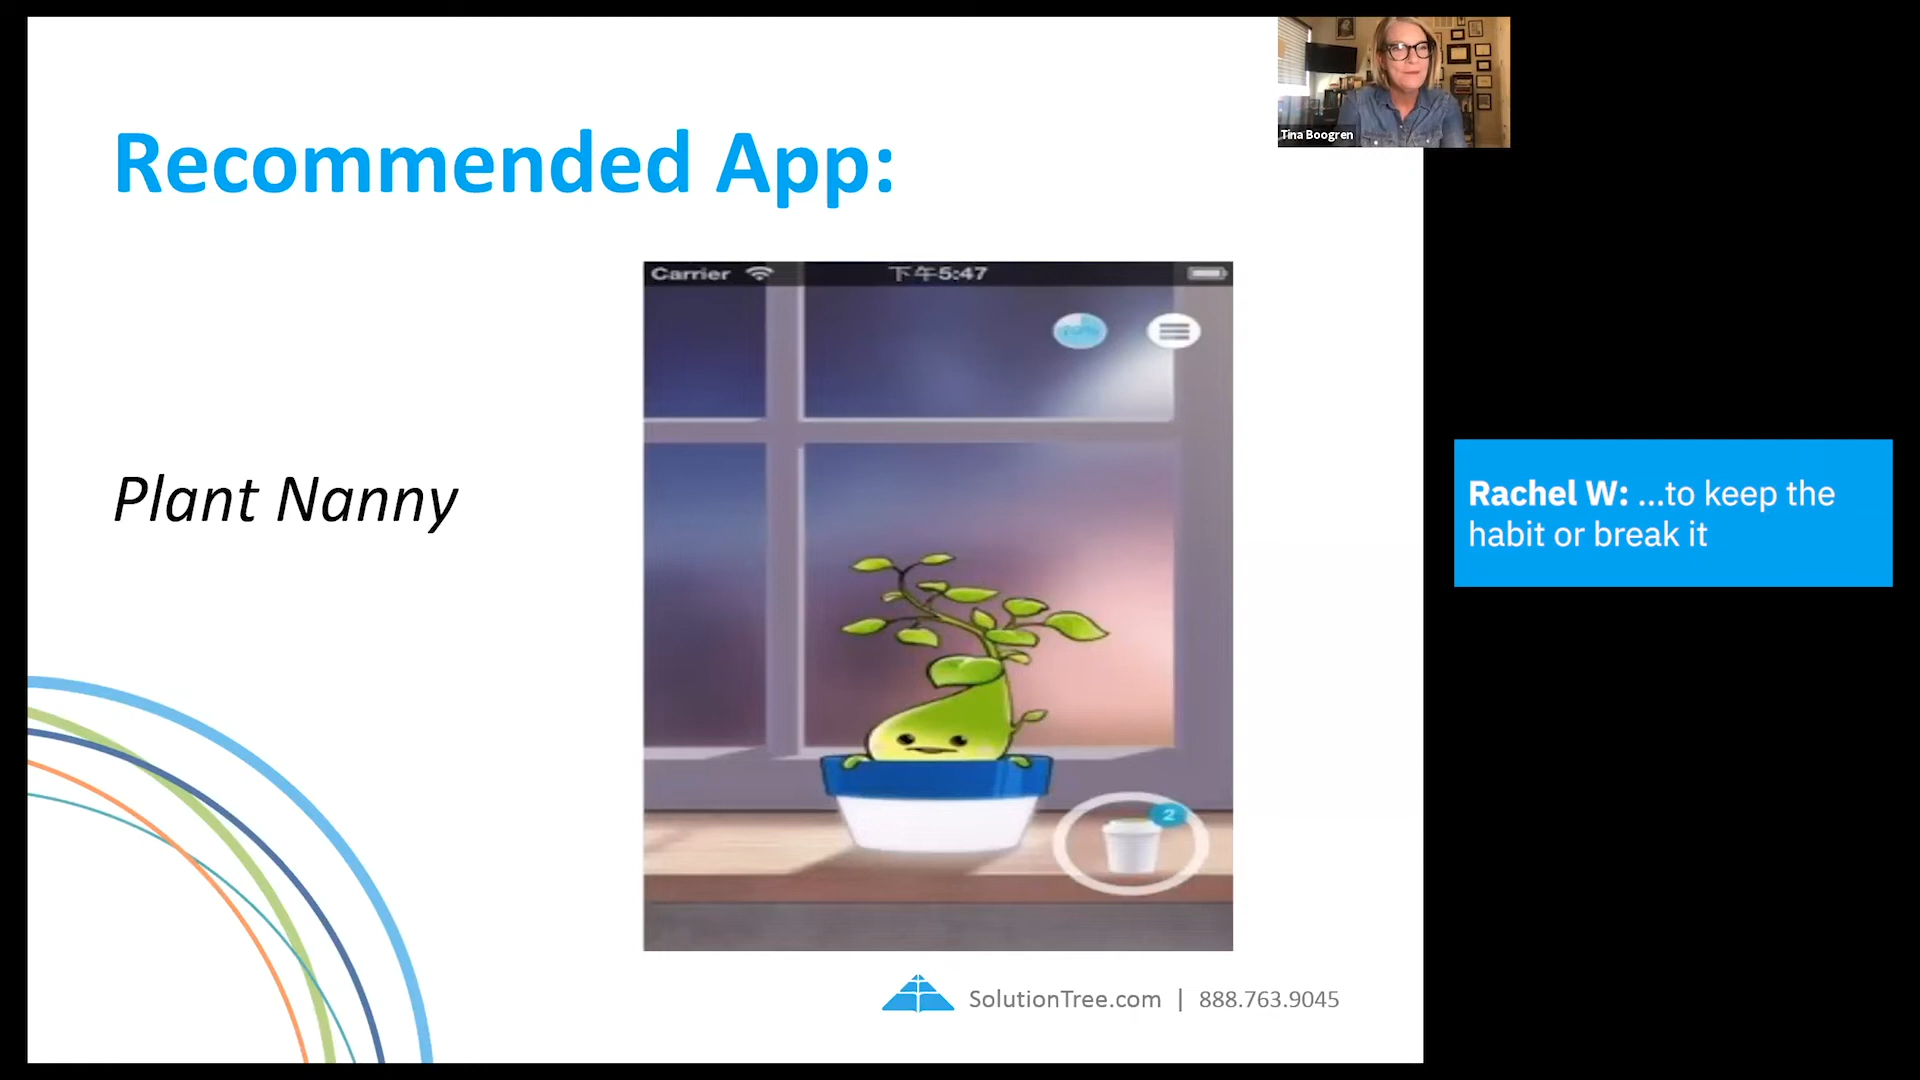 Tina Boogren
Recommended App:
Carrier 下午5:47
Plant Nanny
Rachel W: ...to keep the
habit or break it
2
SolutionTree.com | 888.763.9045